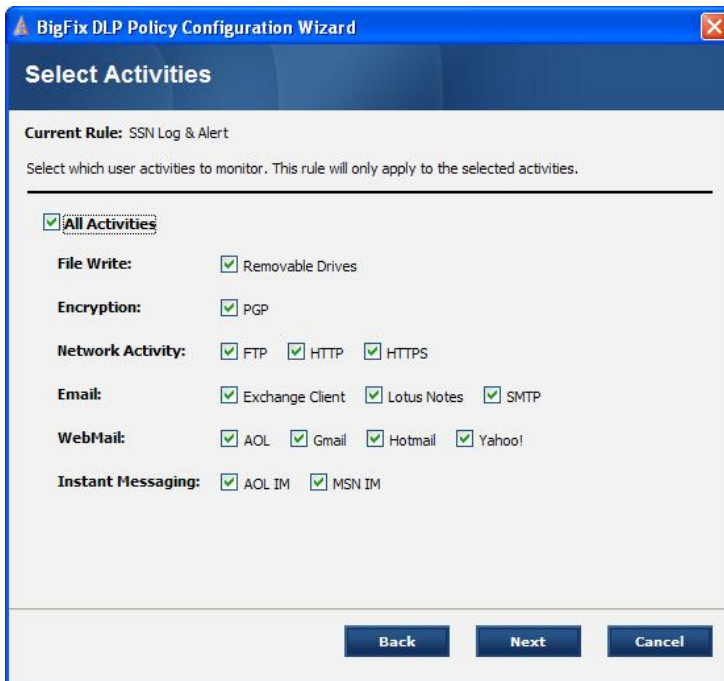 BigFix DLP Policy Configuration Wizard
Select Activities
Current Rule: SSN Log & Alert
Select which user activities to monitor. This rule will only apply to the selected activities.
All Activities
File Write: Removable Drives
Encryption: PGP
Network Activity: FTP HTTP HTTPS
Email: Exchange Client Lotus Notes SMTP
WebMail: AOL Gmail Hotmail Yahoo!
Instant Messaging: AOL IM MSN IM
Back Next Cancel